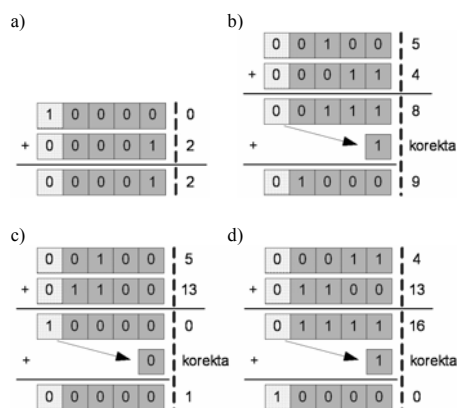 a)
1 0 0 0 0 0
+ 0 0 0 0 1 2
0 0 0 0 1 2
b)
0 0 1 0 0 5
+ 0 0 0 1 1 4
0 0 1 1 1 8
+ 1 korekta
0 1 0 0 0 9
c)
0 0 1 0 0 5
+ 0 1 1 0 0 13
1 0 0 0 0 0
+ 0 korekta
0 0 0 0 0 1
d)
0 0 0 1 1 4
+ 0 1 1 0 0 13
0 1 1 1 1 16
+ 1 korekta
1 0 0 0 0 0